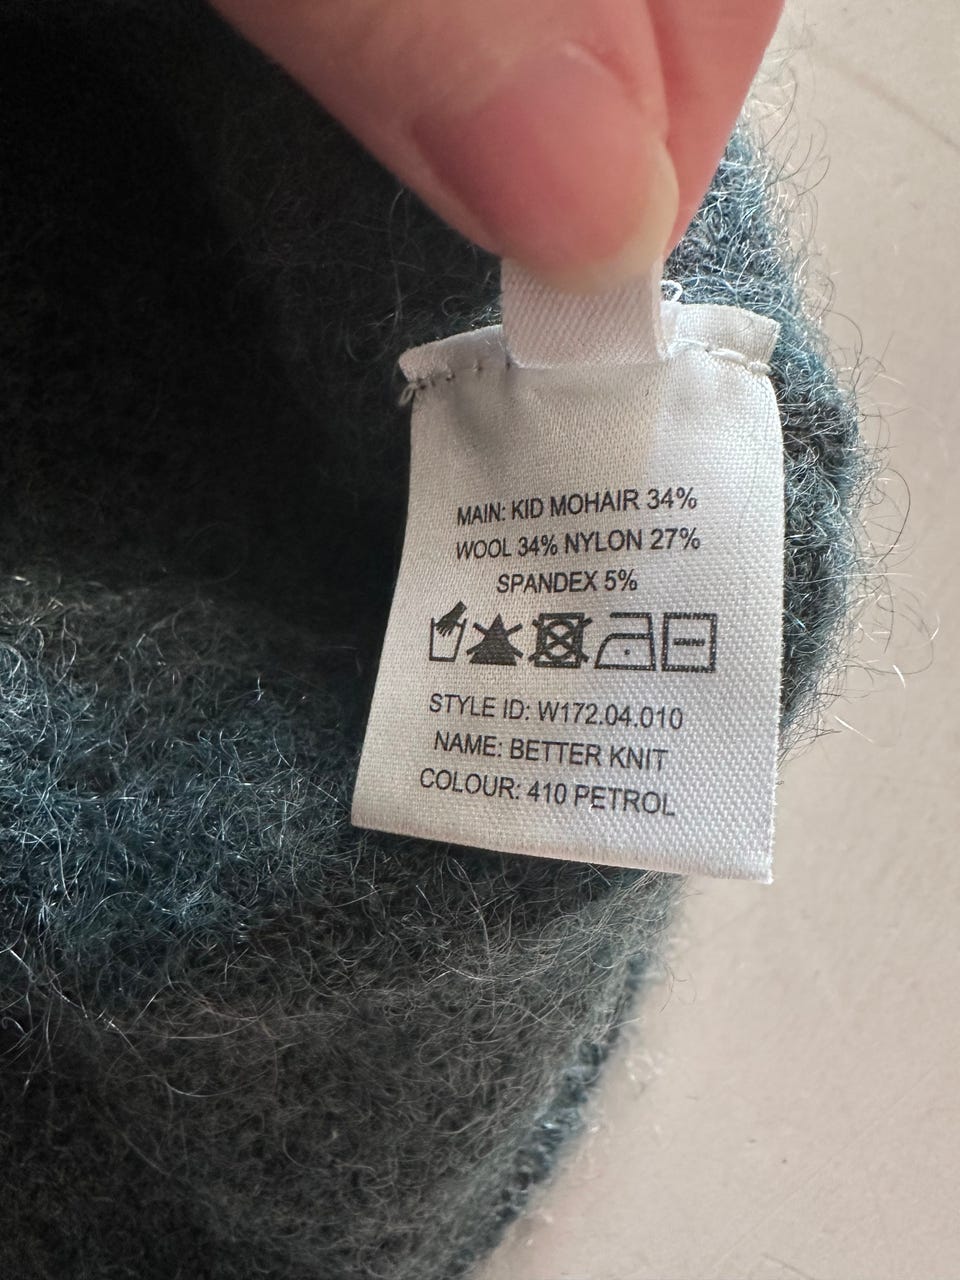 MAIN: KID MOHAIR 34%
WOOL 34% NYLON 27%
SPANDEX 5%
STYLE ID: W172.04.010
NAME: BETTER KNIT
COLOUR: 410 PETROL